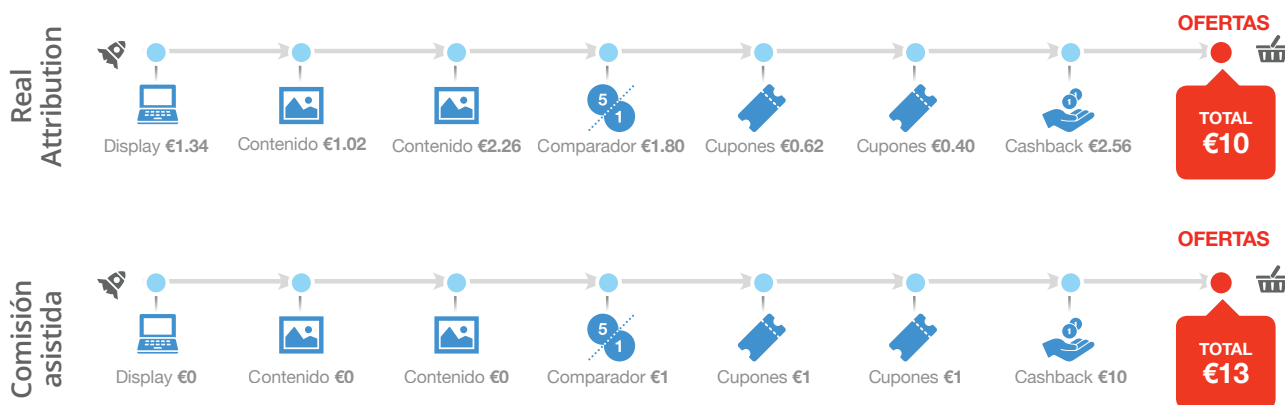 OFERTAS
Real
Attribution
5
1
1
TOTAL
€10
Display €1.34
Contenido €1.02
Contenido €2.26
Comparador €1.80
Cupones €0.62
Cupones €0.40
Cashback €2.56
OFERTAS
Comisión
asistida
5
1
1
TOTAL
€13
Display €0
Contenido €0
Contenido €0
Comparador €1
Cupones €1
Cupones €1
Cashback €10